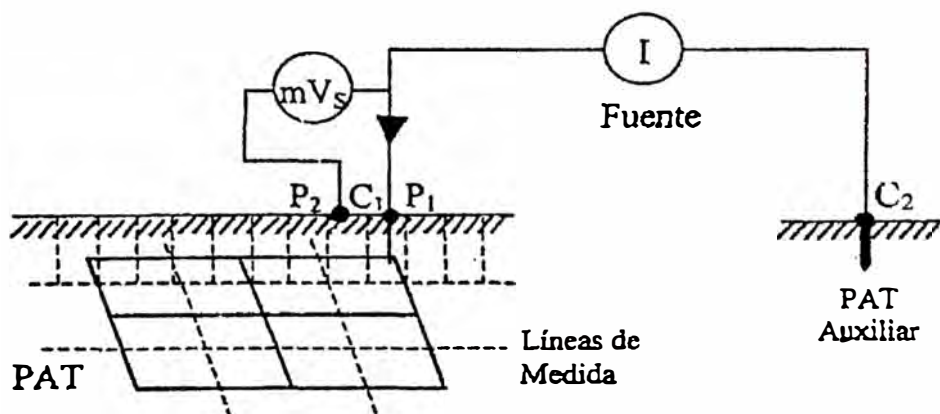 I
mVs
Fuente
P2 C1 P1
C2
PAT
Auxiliar
Líneas de
Medida
PAT